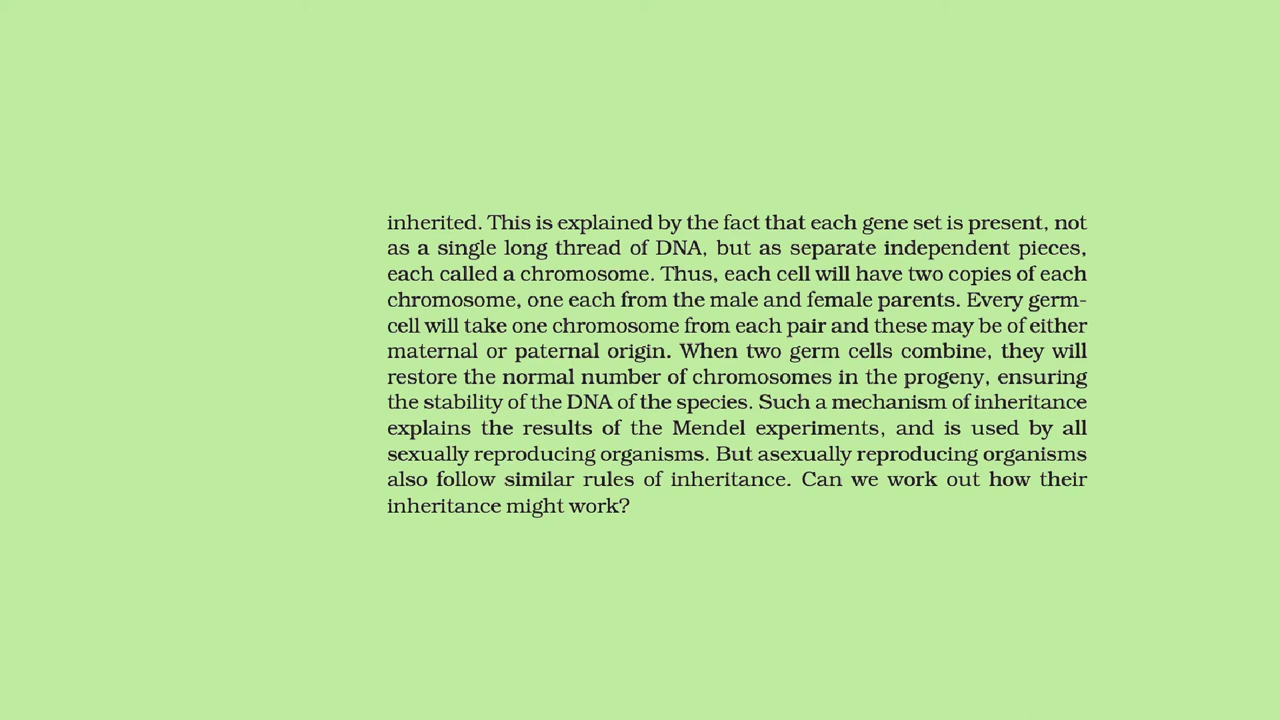 inherited. This is explained by the fact that each gene set is present, not
as a single long thread of DNA, but as separate independent pieces,
each called a chromosome. Thus, each cell will have two copies of each
chromosome, one each from the male and female parents. Every germ-
cell will take one chromosome from each pair and these may be of either
maternal or paternal origin. When two germ cells combine, they will
restore the normal number of chromosomes in the progeny, ensuring
the stability of the DNA of the species. Such a mechanism of inheritance
explains the results of the Mendel experiments, and is used by all
sexually reproducing organisms. But asexually reproducing organisms
also follow similar rules of inheritance. Can we work out how their
inheritance might work?